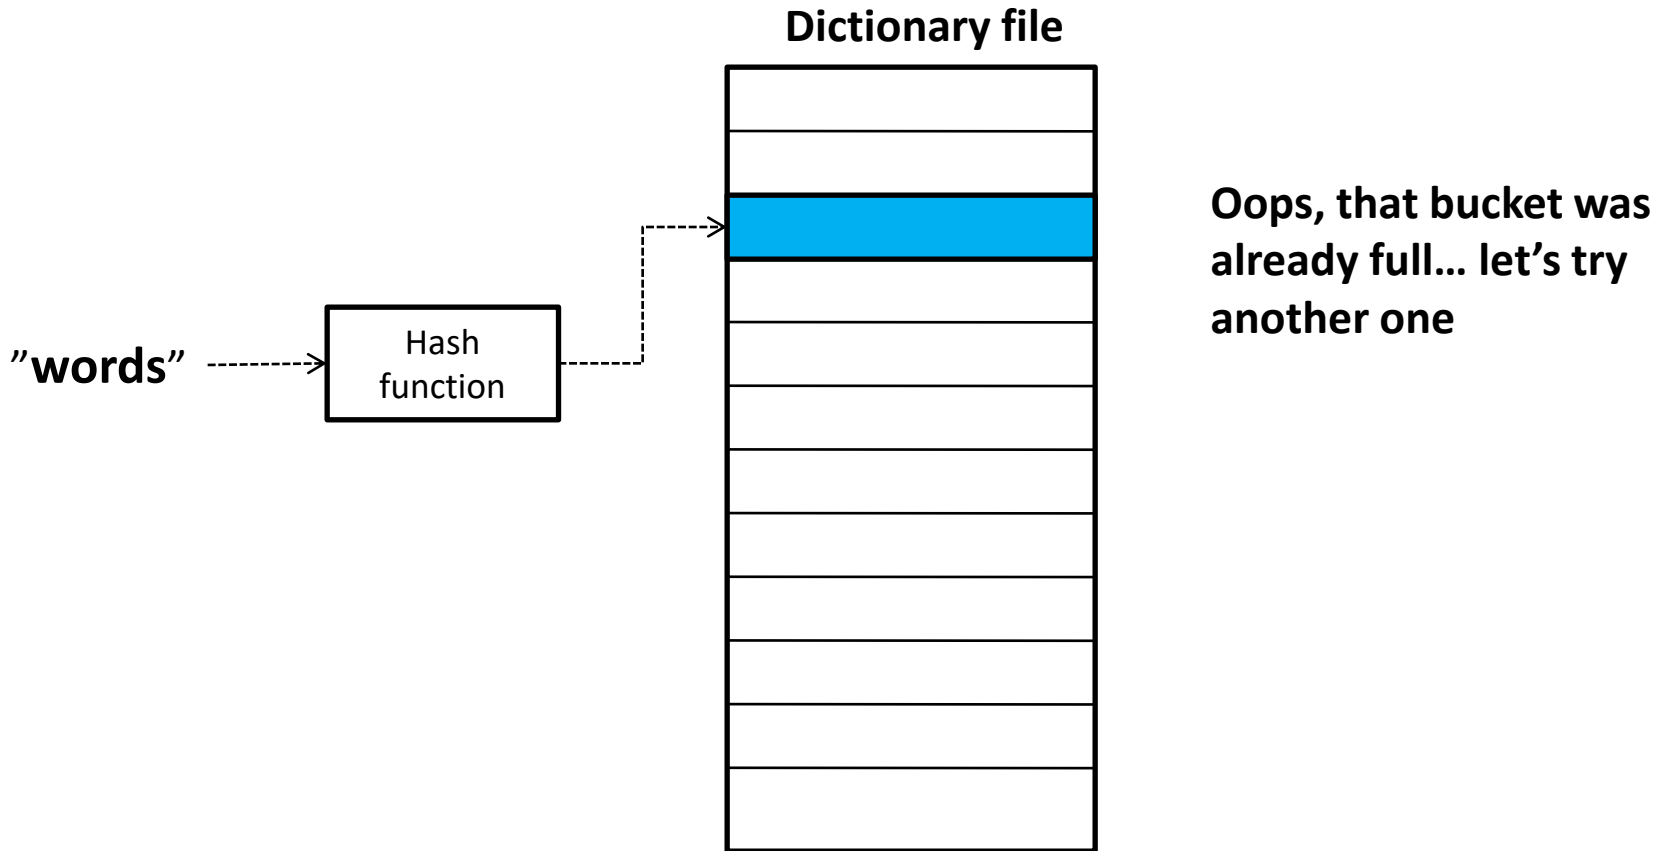 Dictionary file
Oops, that bucket was
already full… let’s try
another one
Hash
function
”words”